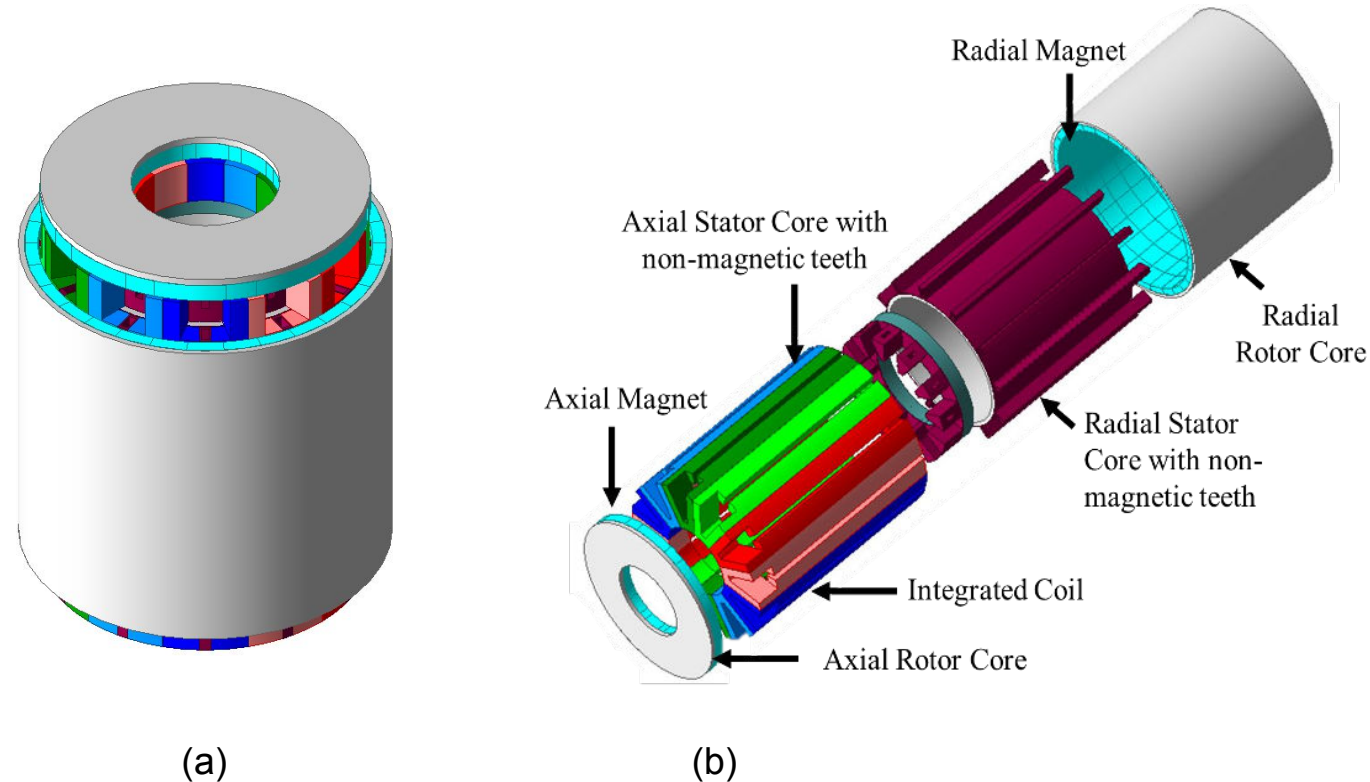 Radial Magnet
Axial Stator Core with
non-magnetic teeth
Radial
Rotor Core
Axial Magnet
Radial Stator
Core with non-
magnetic teeth
Integrated Coil
Axial Rotor Core
(a)
(b)